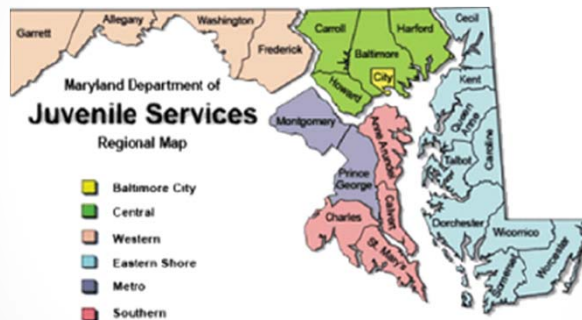 Garrett
Allegany
Washington
Frederick
Carroll
Baltimore
Harford
Cecil
City
Howard
Kent
Maryland Department of
Juvenile Services
Regional Map
Montgomery
Anne Arundel
Queen Anne
Talbot
Caroline
Prince
George
Calvert
Charles
St. Mary's
Dorchester
Wicomico
Somerset
Worcester
Baltimore City
Central
Western
Eastern Shore
Metro
Southern